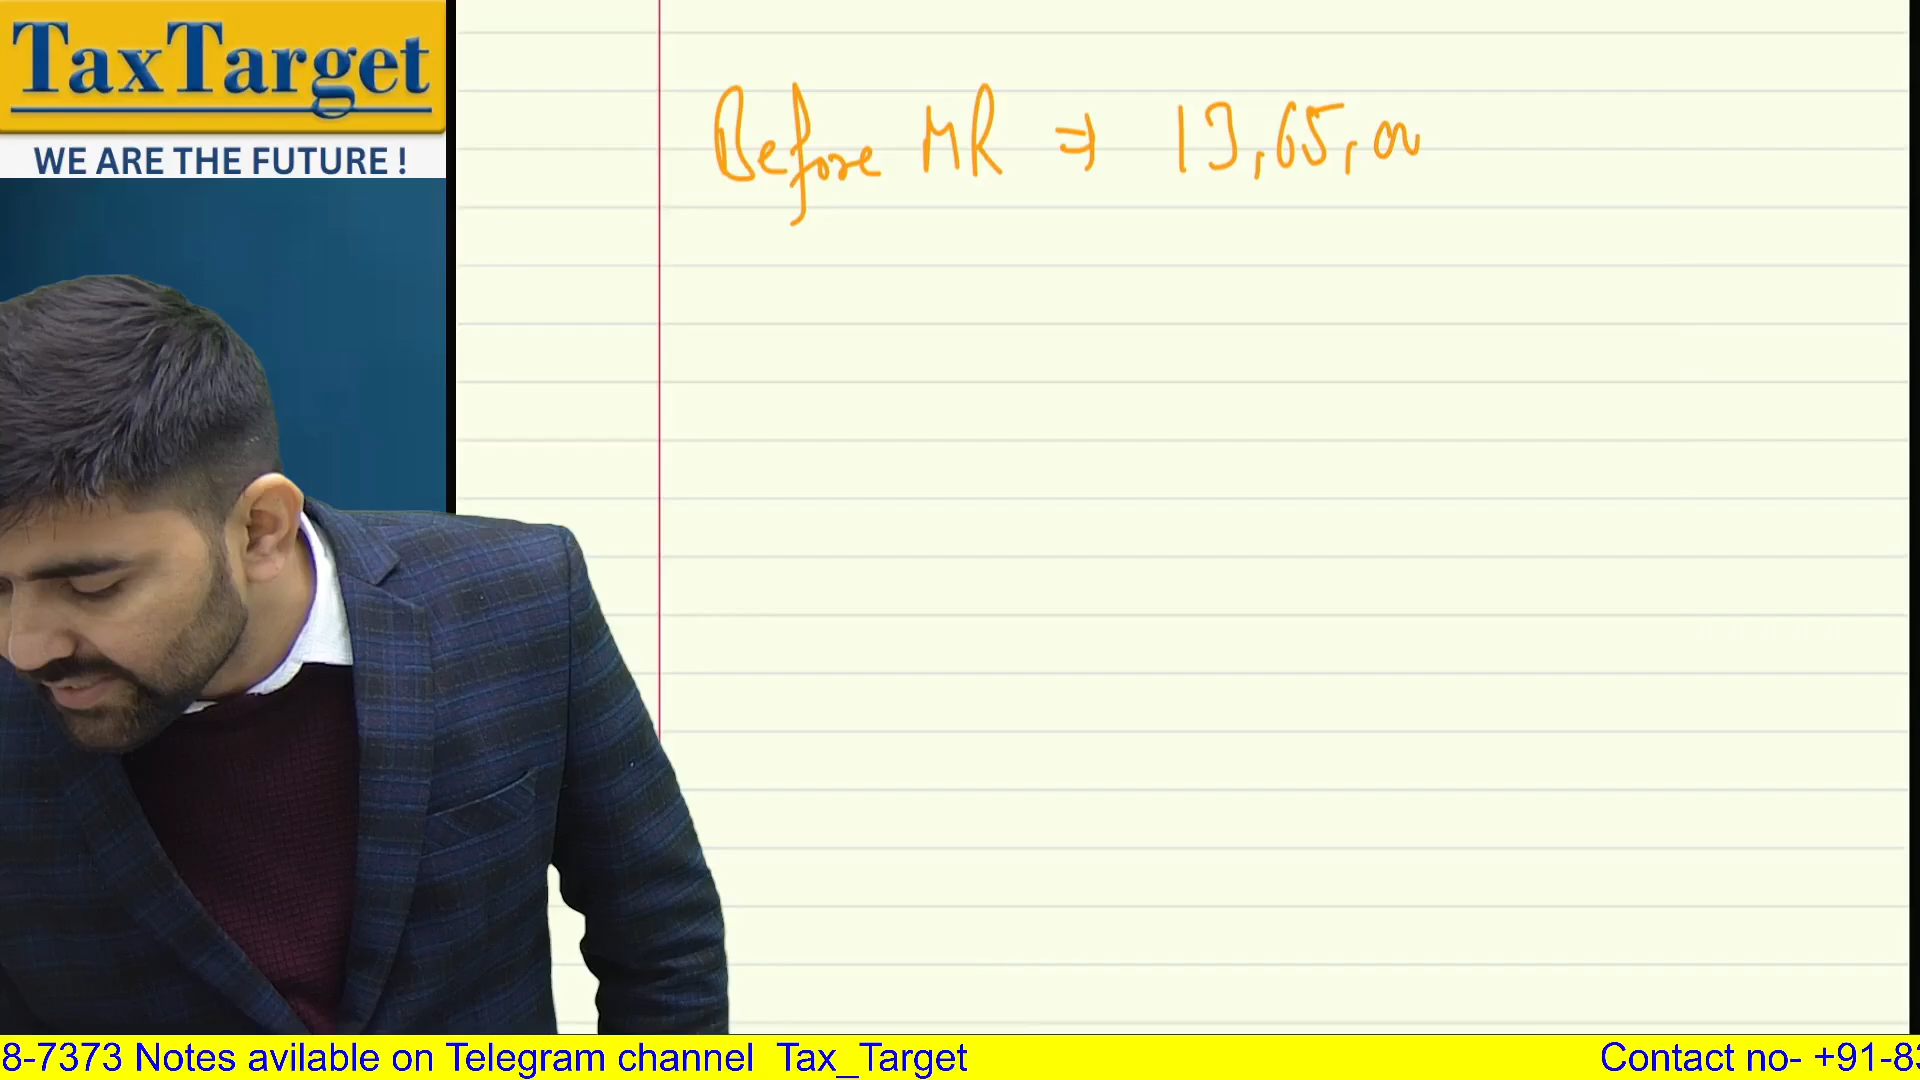 TaxTarget
WE ARE THE FUTURE !
Before MR ⇒ 13,65,00
8-7373 Notes avilable on Telegram channel Tax_Target
Contact no- +91-83